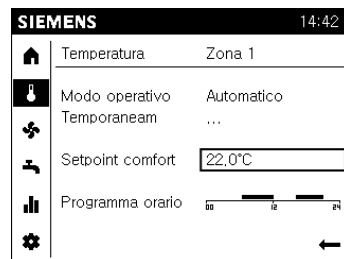 SIEMENS 14:42
Temperatura Zona 1
Modo operativo Automatico
Temporaneam ...
Setpoint comfort 22,0°C
Programma orario
00 12 24